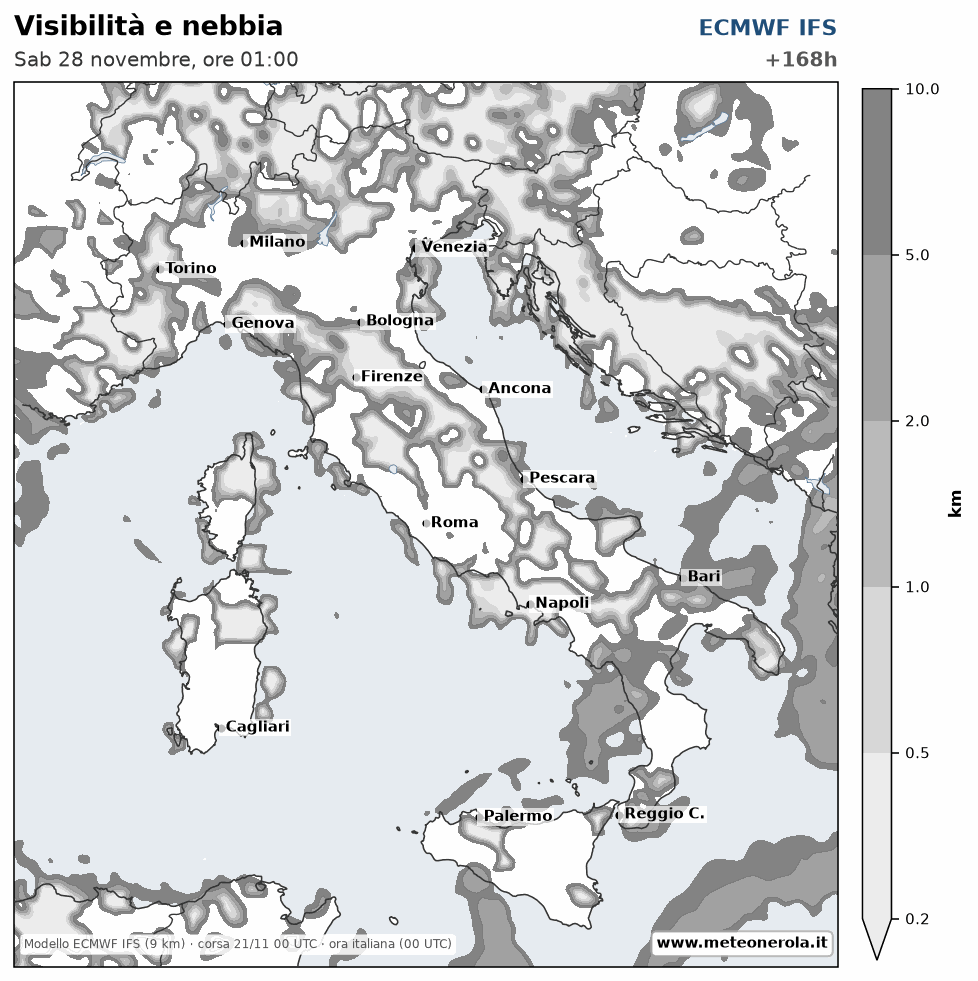 Visibilità e nebbia
ECMWF IFS
Sab 28 novembre, ore 01:00
+168h
10.0
5.0
2.0
1.0
0.5
0.2
km
Milano
Venezia
Torino
Genova
Bologna
Firenze
Ancona
Pescara
Roma
Bari
Napoli
Cagliari
Palermo
Reggio C.
Modello ECMWF IFS (9 km) · corsa 21/11 00 UTC · ora italiana (00 UTC)
www.meteonerola.it